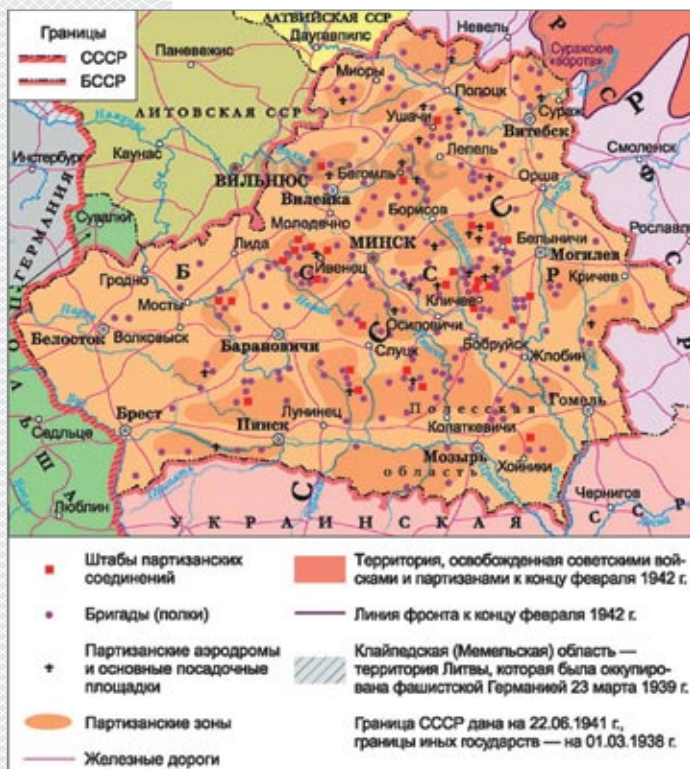 Границы
СССР
БССР
ЛАТВИЙСКАЯ ССР
Даугавпилс
Невель
Суражские
«ворота»
Паневежис
Миоры
Полоцк
Сураж
ЛИТОВСКАЯ ССР
Ушачи
Витебск
Смоленск
Инстербург
Каунас
Лепель
ВИЛЬНЮС
Бегомль
Орша
Вилейка
ГЕРМАНИЯ
Сувалки
Молодечно
Борисов
Рославль
Лида
МИНСК
Белыничи
Гродно
Ивенец
Могилев
Кричев
Мосты
Кличев
Б С С Р
Белосток
Волковыск
Осиповичи
Барановичи
Слуцк
Бобруйск
Жлобин
С С С Р
Р С Ф С Р
ПОЛЬША
Гомель
Седльце
Брест
Пинск
Лунинец
Полесская
Копаткевичи
Мозырь
область
Хойники
Люблин
Чернигов
УКРАИНСКАЯ ССР
Штабы партизанских
соединений
Бригады (полки)
Партизанские аэродромы
и основные посадочные
площадки
Партизанские зоны
Железные дороги
Территория, освобожденная советскими вой-
сками и партизанами к концу февраля 1942 г.
Линия фронта к концу февраля 1942 г.
Клайпедская (Мемельская) область —
территория Литвы, которая была оккупиро-
вана фашистской Германией 23 марта 1939 г.
Граница СССР дана на 22.06.1941 г.,
границы иных государств — на 01.03.1938 г.